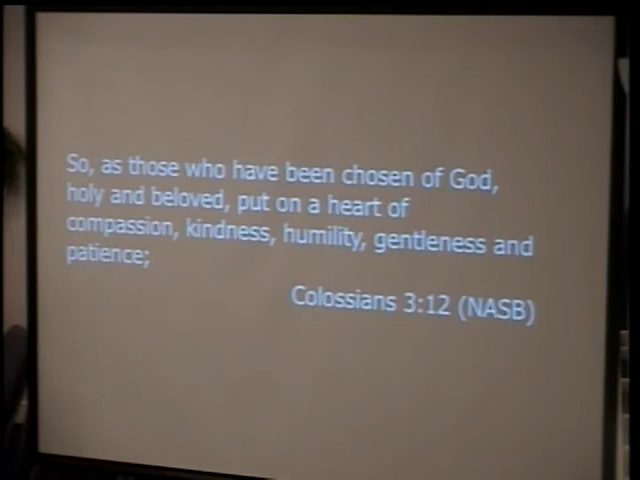 So, as those who have been chosen of God,
holy and beloved, put on a heart of
compassion, kindness, humility, gentleness and
patience;
Colossians 3:12 (NASB)